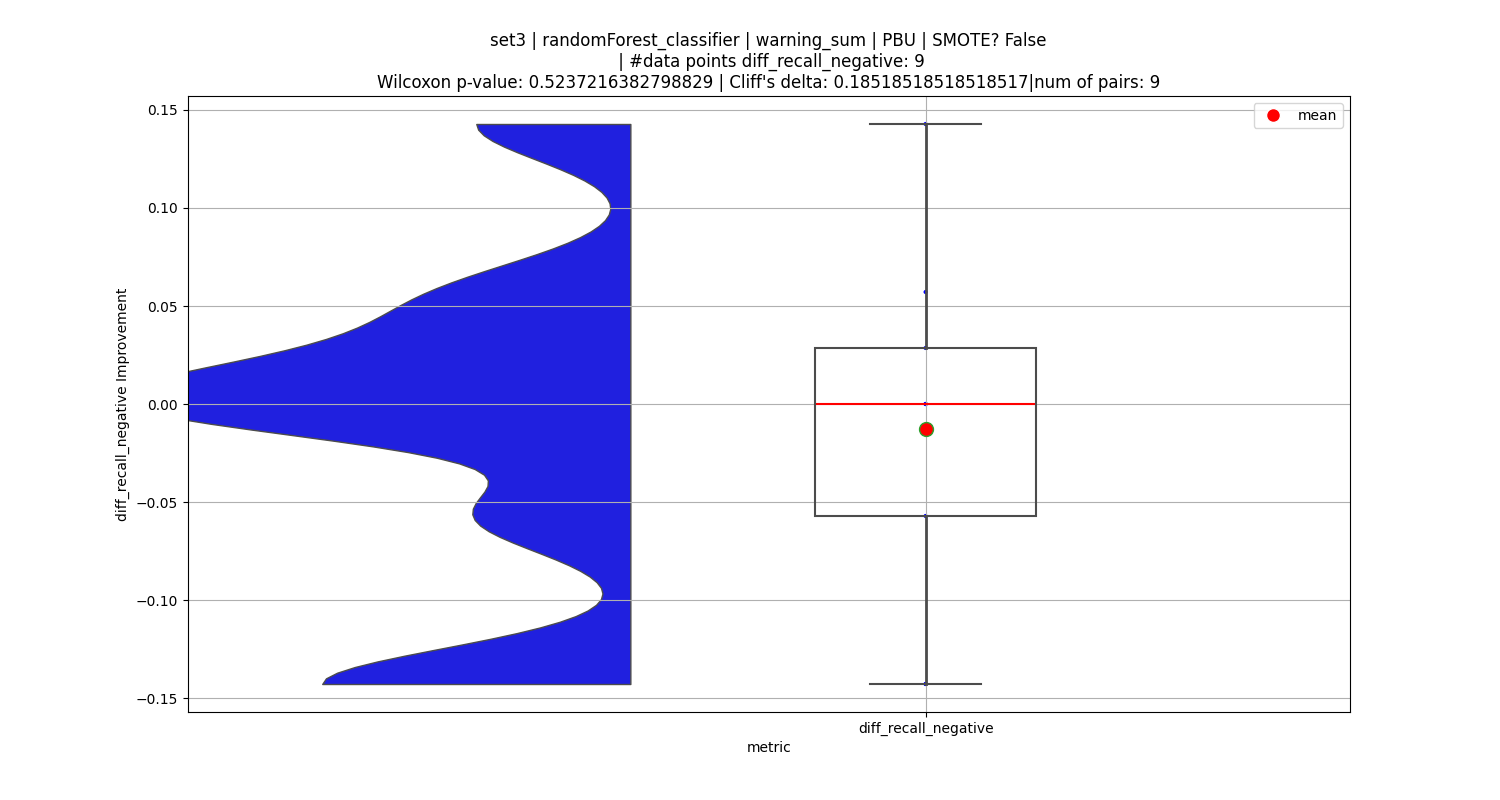 set3 | randomForest_classifier | warning_sum | PBU | SMOTE? False
| #data points diff_recall_negative: 9
Wilcoxon p-value: 0.5237216382798829 | Cliff's delta: 0.18518518518518517|num of pairs: 9
mean
0.15
0.10
0.05
0.00
−0.05
−0.10
−0.15
diff_recall_negative Improvement
diff_recall_negative
metric